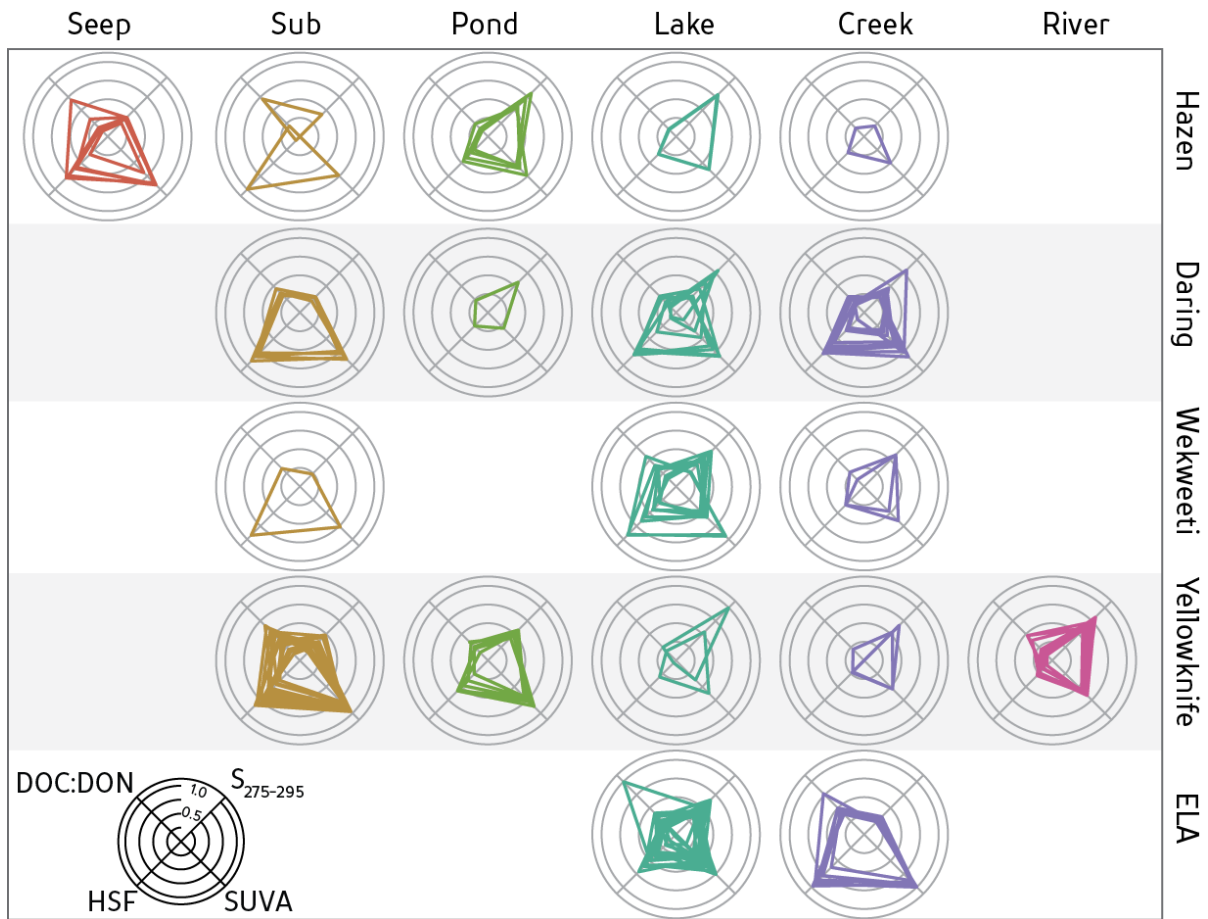 Seep Sub Pond Lake Creek River
Hazen
Daring
Wekweeti
Yellowknife
ELA
DOC:DON S275-295
1.0
0.5
HSF SUVA